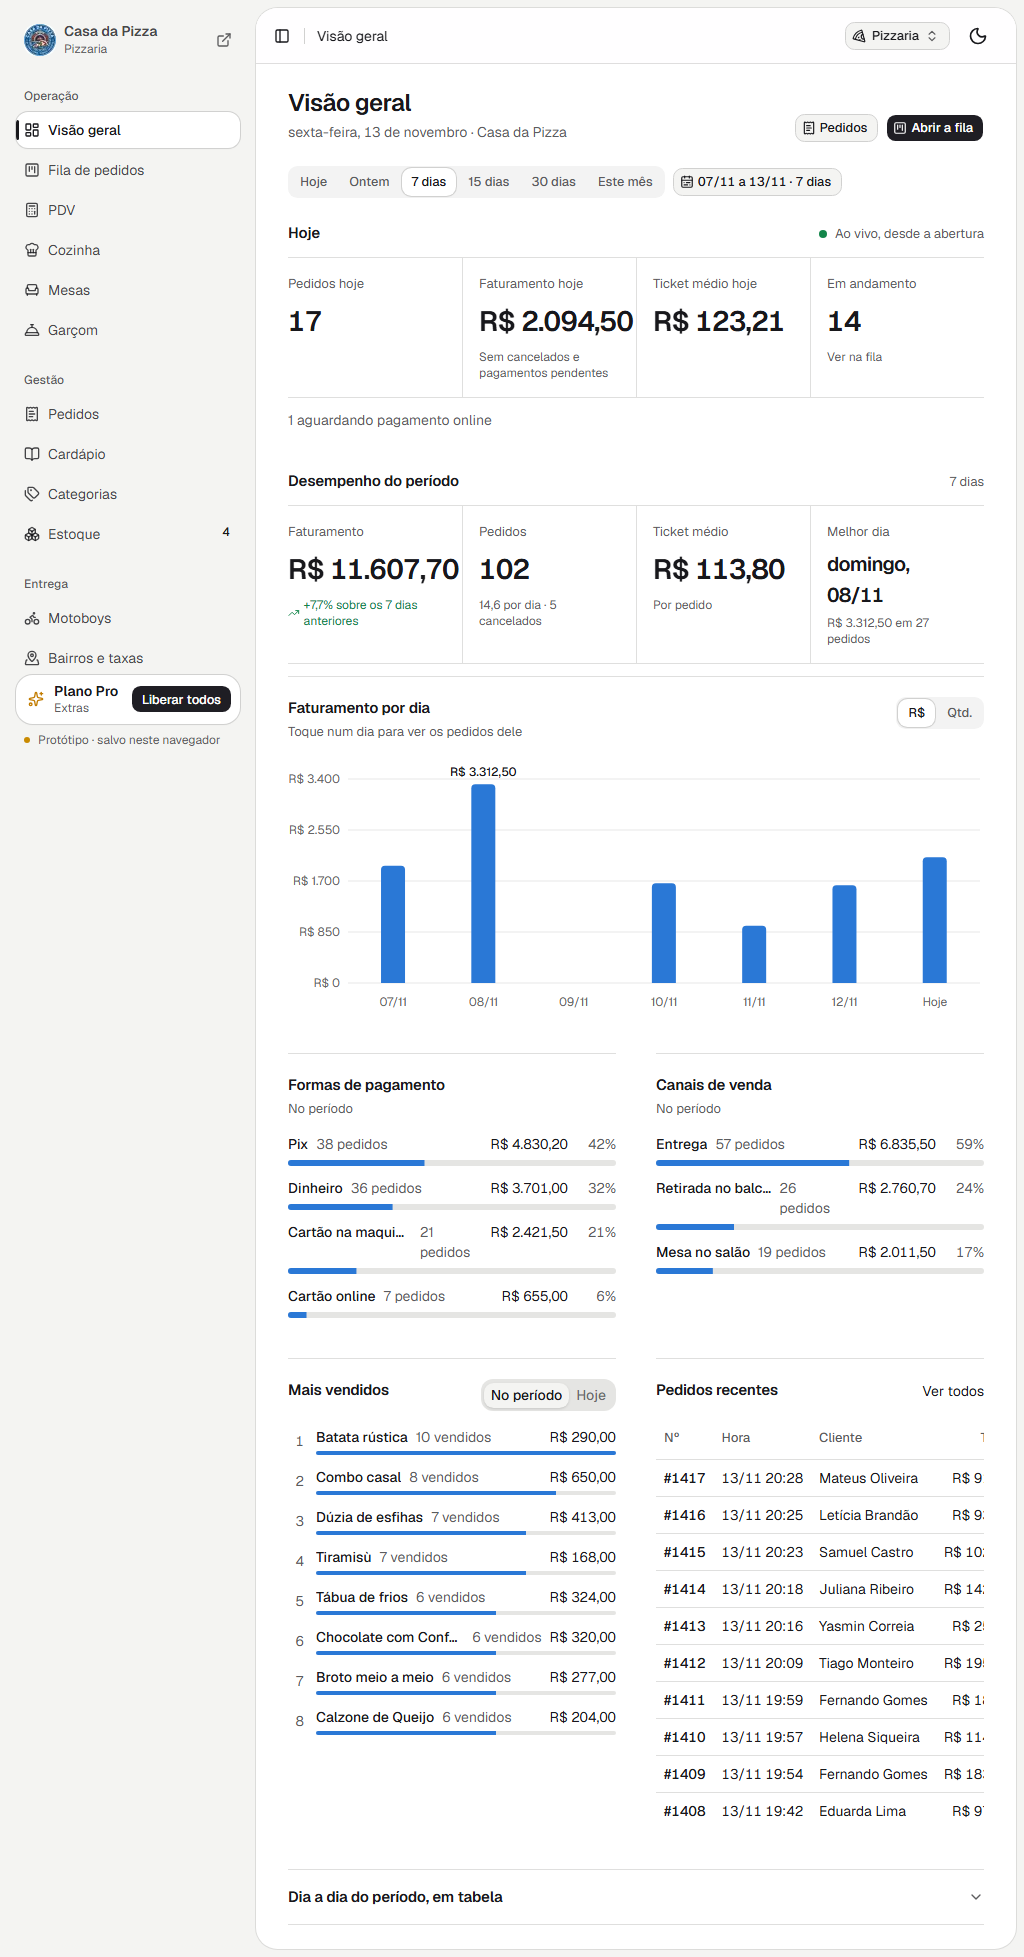 Casa da Pizza
Pizzaria
Operação
Visão geral
Fila de pedidos
PDV
Cozinha
Mesas
Garçom
Gestão
Pedidos
Cardápio
Categorias
Estoque 4
Entrega
Motoboys
Bairros e taxas
Plano Pro
Extras
Liberar todos
Protótipo · salvo neste navegador
Visão geral
Pizzaria
Visão geral
sexta-feira, 13 de novembro · Casa da Pizza
Pedidos
Abrir a fila
Hoje Ontem 7 dias 15 dias 30 dias Este mês
07/11 a 13/11 · 7 dias
Hoje
Ao vivo, desde a abertura
Pedidos hoje
17
Faturamento hoje
R$ 2.094,50
Sem cancelados e
pagamentos pendentes
Ticket médio hoje
R$ 123,21
Em andamento
14
Ver na fila
1 aguardando pagamento online
Desempenho do período
7 dias
Faturamento
R$ 11.607,70
+7,7% sobre os 7 dias
anteriores
Pedidos
102
14,6 por dia · 5
cancelados
Ticket médio
R$ 113,80
Por pedido
Melhor dia
domingo,
08/11
R$ 3.312,50 em 27
pedidos
Faturamento por dia
Toque num dia para ver os pedidos dele
R$ Qtd.
R$ 3.312,50
R$ 3.400
R$ 2.550
R$ 1.700
R$ 850
R$ 0
07/11 08/11 09/11 10/11 11/11 12/11 Hoje
Formas de pagamento
No período
Pix 38 pedidos R$ 4.830,20 42%
Dinheiro 36 pedidos R$ 3.701,00 32%
Cartão na maqui... 21 R$ 2.421,50 21%
pedidos
Cartão online 7 pedidos R$ 655,00 6%
Canais de venda
No período
Entrega 57 pedidos R$ 6.835,50 59%
Retirada no balc... 26 R$ 2.760,70 24%
pedidos
Mesa no salão 19 pedidos R$ 2.011,50 17%
Mais vendidos
No período Hoje
1 Batata rústica 10 vendidos R$ 290,00
2 Combo casal 8 vendidos R$ 650,00
3 Dúzia de esfihas 7 vendidos R$ 413,00
4 Tiramisù 7 vendidos R$ 168,00
5 Tábua de frios 6 vendidos R$ 324,00
6 Chocolate com Conf... 6 vendidos R$ 320,00
7 Broto meio a meio 6 vendidos R$ 277,00
8 Calzone de Queijo 6 vendidos R$ 204,00
Pedidos recentes
Ver todos
Nº Hora Cliente
#1417 13/11 20:28 Mateus Oliveira R$
#1416 13/11 20:25 Letícia Brandão R$
#1415 13/11 20:23 Samuel Castro R$
#1414 13/11 20:18 Juliana Ribeiro R$
#1413 13/11 20:16 Yasmin Correia R$
#1412 13/11 20:09 Tiago Monteiro R$
#1411 13/11 19:59 Fernando Gomes R$
#1410 13/11 19:57 Helena Siqueira R$
#1409 13/11 19:54 Fernando Gomes R$
#1408 13/11 19:42 Eduarda Lima R$
Dia a dia do período, em tabela